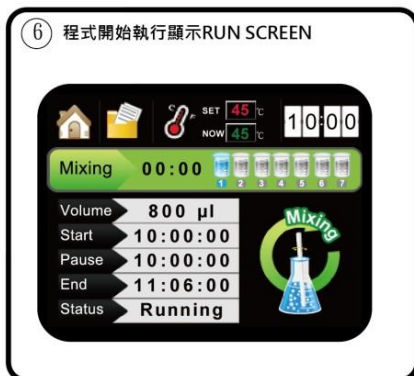 ⑥ 程式開始執行顯示RUN SCREEN
°C °F SET 45 °C 10:00
NOW 45 °C
Mixing 00:00 1 2 3 4 5 6 7
Volume 800 µl
Start 10:00:00
Pause 10:00:00
End 11:06:00
Status Running
Mixing